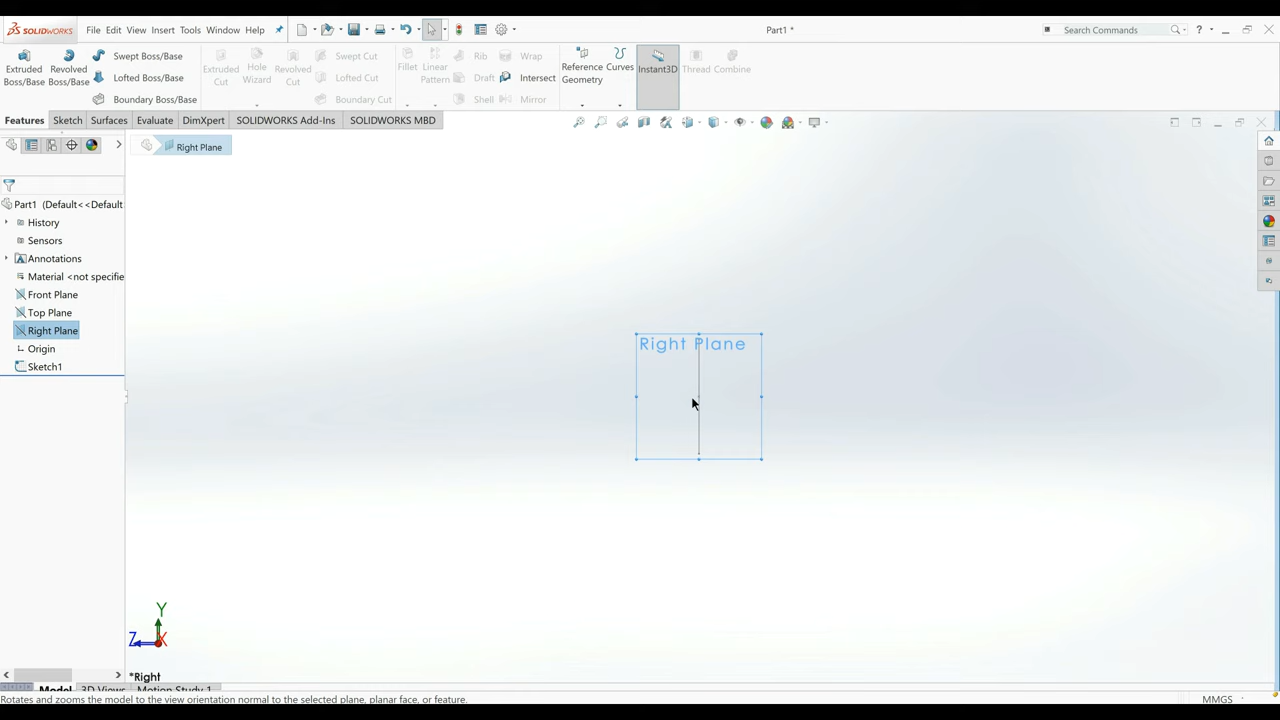 SOLIDWORKS File Edit View Insert Tools Window Help Part1 * Search Commands
Extruded Boss/Base Revolved Boss/Base Swept Boss/Base Lofted Boss/Base Boundary Boss/Base Extruded Cut Hole Wizard Revolved Cut Swept Cut Lofted Cut Boundary Cut Fillet Linear Pattern Rib Draft Shell Wrap Intersect Mirror Reference Geometry Curves Instant3D Thread Combine
Features Sketch Surfaces Evaluate DimXpert SOLIDWORKS Add-Ins SOLIDWORKS MBD
Right Plane
Part1 (Default<<Default
History
Sensors
Annotations
Material <not specifie
Front Plane
Top Plane
Right Plane
Origin
Sketch1
Right Plane
Y
Z X
*Right
Model 3D Views Motion Study 1
Rotates and zooms the model to the view orientation normal to the selected plane, planar face, or feature. MMGS